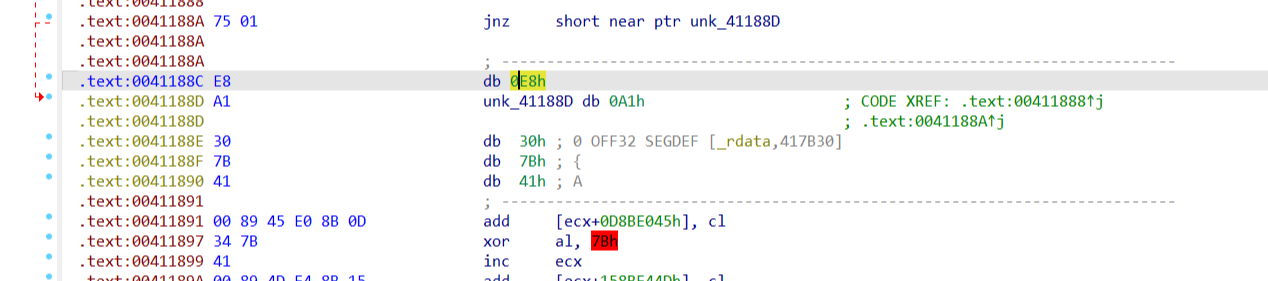 .text:00411888
.text:0041188A 75 01 jnz short near ptr unk_41188D
.text:0041188A
.text:0041188A ; ---------------------------------------------------------------------------
.text:0041188C E8 db 0E8h
.text:0041188D A1 unk_41188D db 0A1h ; CODE XREF: .text:00411888↑j
.text:0041188D ; .text:0041188A↑j
.text:0041188E 30 db 30h ; 0 OFF32 SEGDEF [_rdata,417B30]
.text:0041188F 7B db 7Bh ; {
.text:00411890 41 db 41h ; A
.text:00411891 ; ---------------------------------------------------------------------------
.text:00411891 00 89 45 E0 8B 0D add [ecx+0D8BE045h], cl
.text:00411897 34 7B xor al, 7Bh
.text:00411899 41 inc ecx
.text:0041189A 00 89 4D E4 8B 15 add [ecx+158BE44Dh], cl